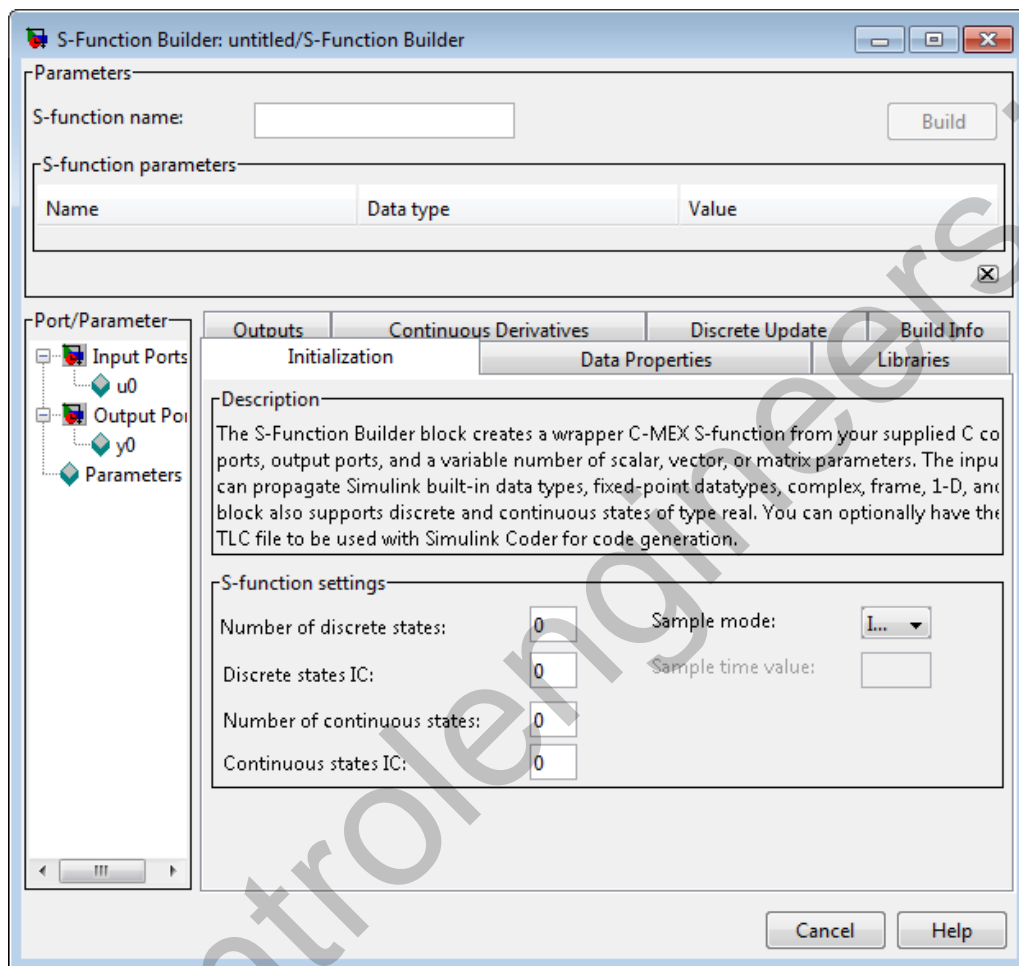 S-Function Builder: untitled/S-Function Builder
Parameters
S-function name:
Build
S-function parameters
Name Data type Value
Port/Parameter
Input Ports
u0
Output Por
y0
Parameters
Outputs Continuous Derivatives Discrete Update Build Info
Initialization Data Properties Libraries
Description
The S-Function Builder block creates a wrapper C-MEX S-function from your supplied C co
ports, output ports, and a variable number of scalar, vector, or matrix parameters. The inpu
can propagate Simulink built-in data types, fixed-point datatypes, complex, frame, 1-D, and
block also supports discrete and continuous states of type real. You can optionally have the
TLC file to be used with Simulink Coder for code generation.
S-function settings
Number of discrete states: 0 Sample mode: I...
Discrete states IC: 0 Sample time value:
Number of continuous states: 0
Continuous states IC: 0
Cancel Help
ntrolengineers.